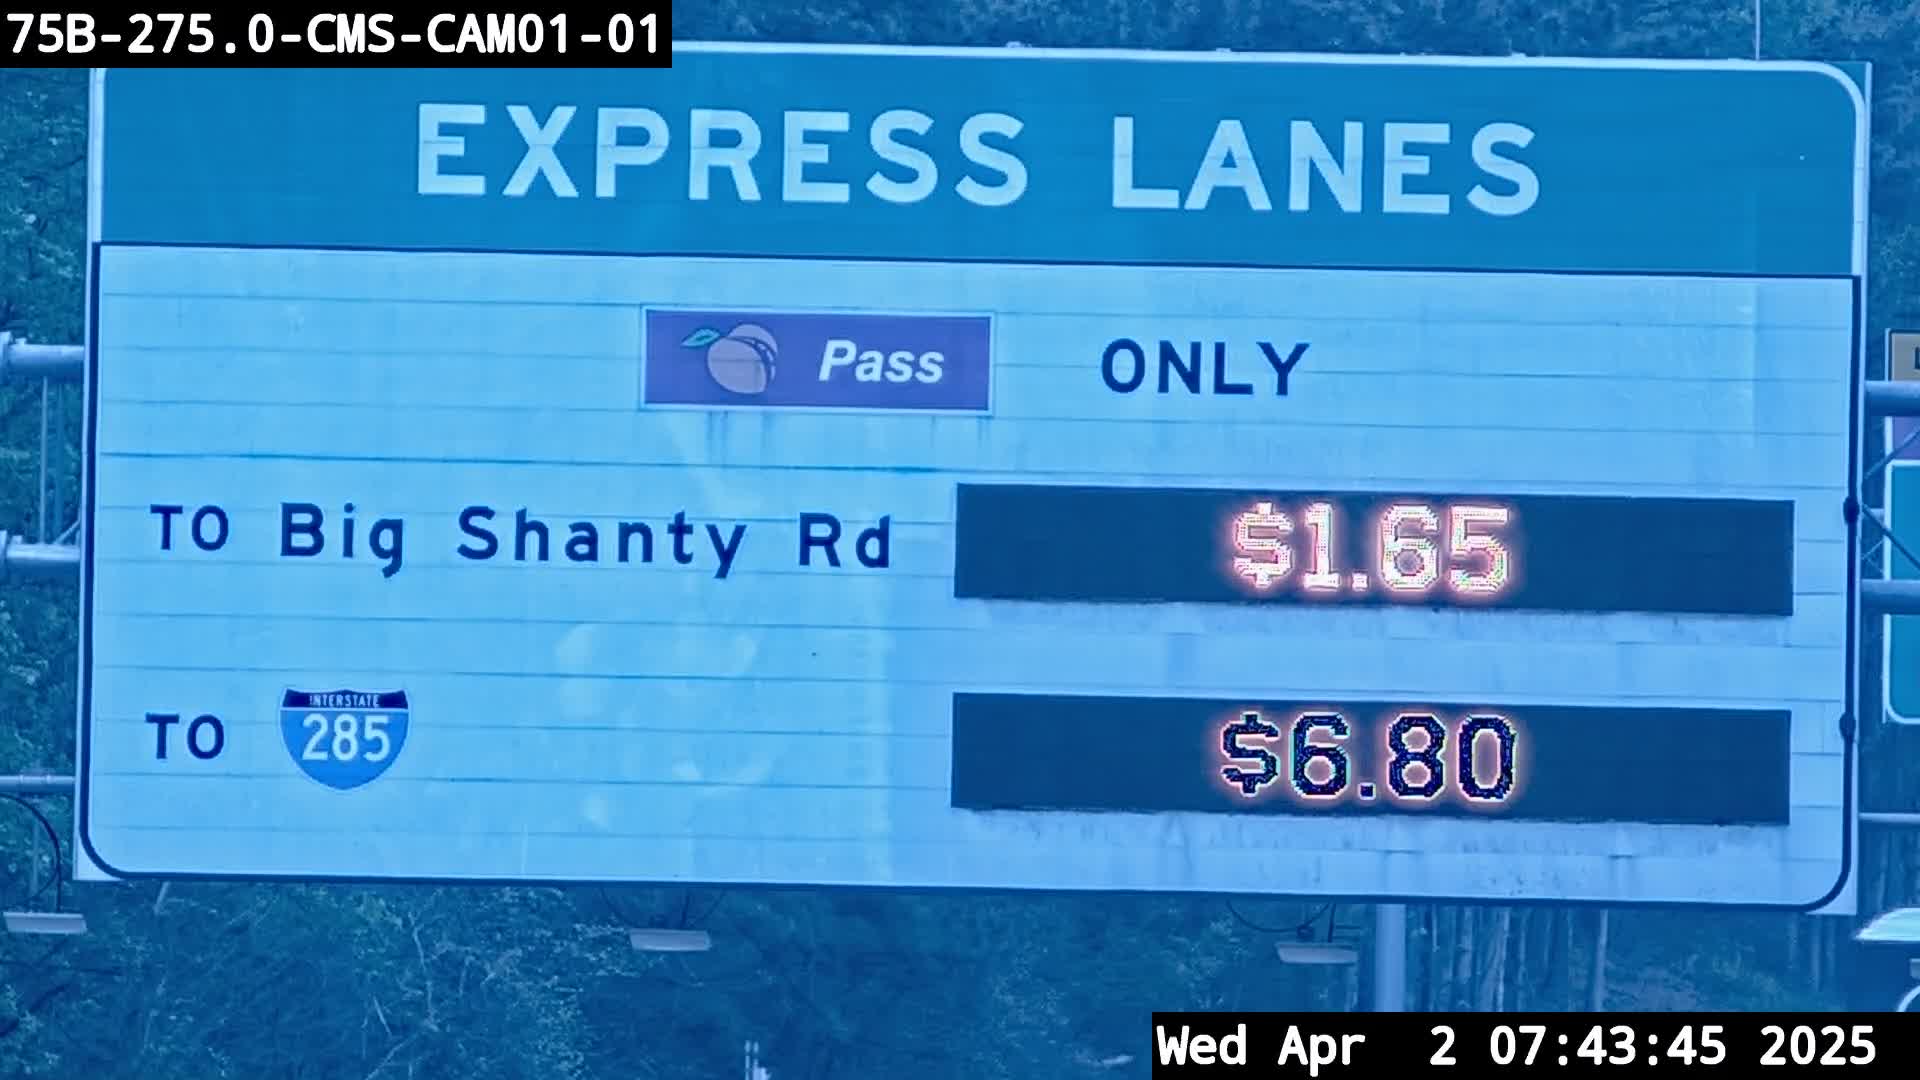 75B-275.0-CMS-CAM01-01
EXPRESS LANES
Pass ONLY
TO Big Shanty Rd $1.65
INTERSTATE
TO 285 $6.80
Wed Apr 2 07:43:45 2025